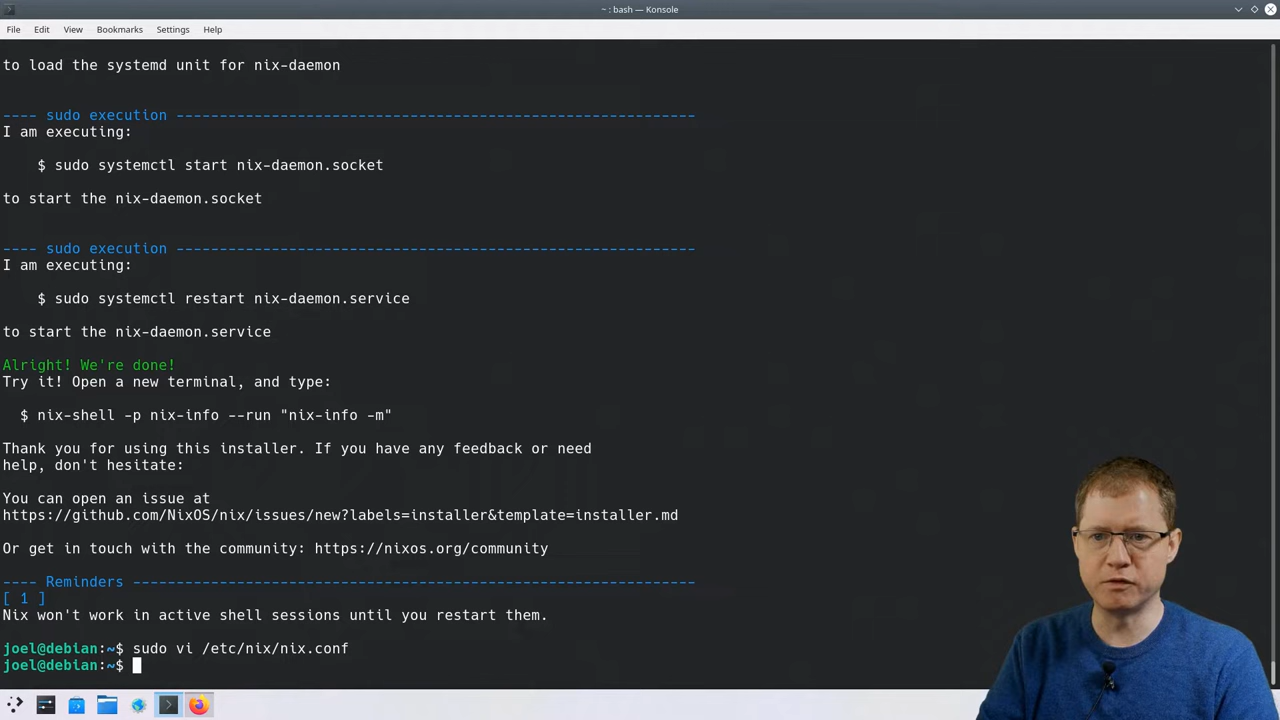 ~ : bash — Konsole
File Edit View Bookmarks Settings Help
to load the systemd unit for nix-daemon
---- sudo execution ------------------------------------------------------------
I am executing:
$ sudo systemctl start nix-daemon.socket
to start the nix-daemon.socket
---- sudo execution ------------------------------------------------------------
I am executing:
$ sudo systemctl restart nix-daemon.service
to start the nix-daemon.service
Alright! We're done!
Try it! Open a new terminal, and type:
$ nix-shell -p nix-info --run "nix-info -m"
Thank you for using this installer. If you have any feedback or need
help, don't hesitate:
You can open an issue at
https://github.com/NixOS/nix/issues/new?labels=installer&template=installer.md
Or get in touch with the community: https://nixos.org/community
---- Reminders -----------------------------------------------------------------
[ 1 ]
Nix won't work in active shell sessions until you restart them.
joel@debian:~$ sudo vi /etc/nix/nix.conf
joel@debian:~$